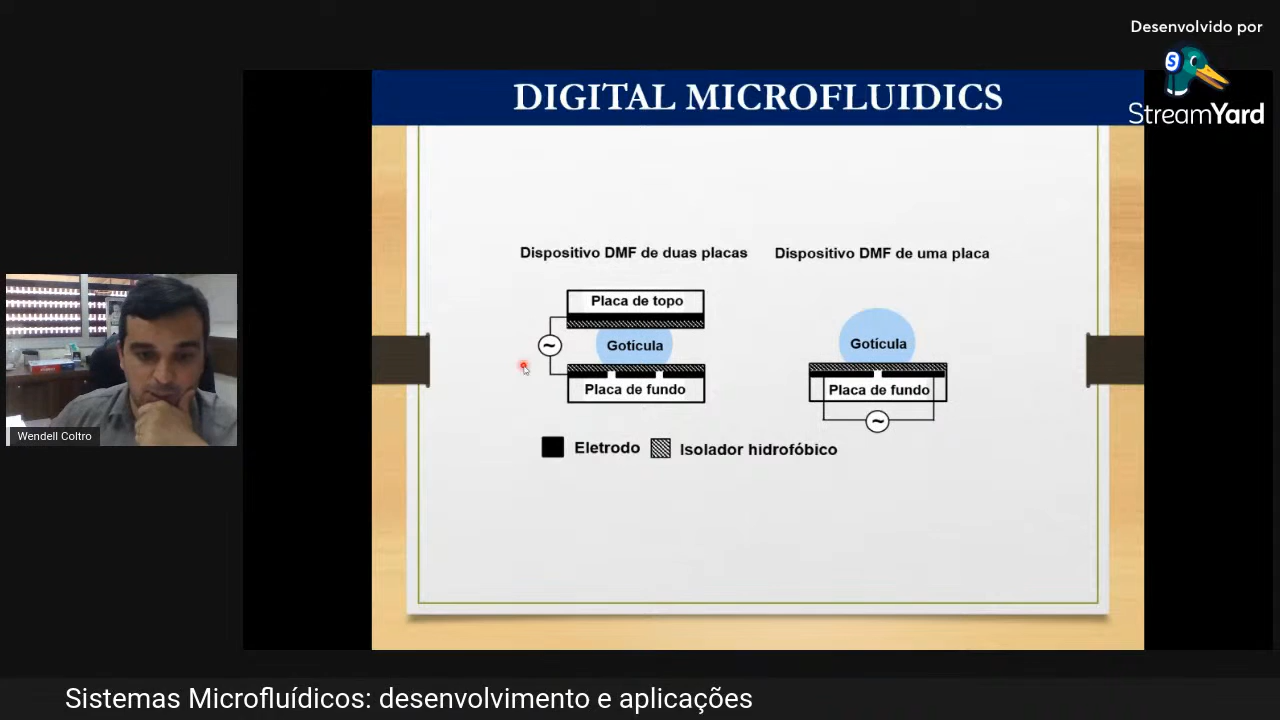 Desenvolvido por
StreamYard
DIGITAL MICROFLUIDICS
Dispositivo DMF de duas placas
Dispositivo DMF de uma placa
Placa de topo
~
Gotícula
Placa de fundo
Gotícula
Placa de fundo
~
Eletrodo
Isolador hidrofóbico
Wendell Coltro
Sistemas Microfluídicos: desenvolvimento e aplicações